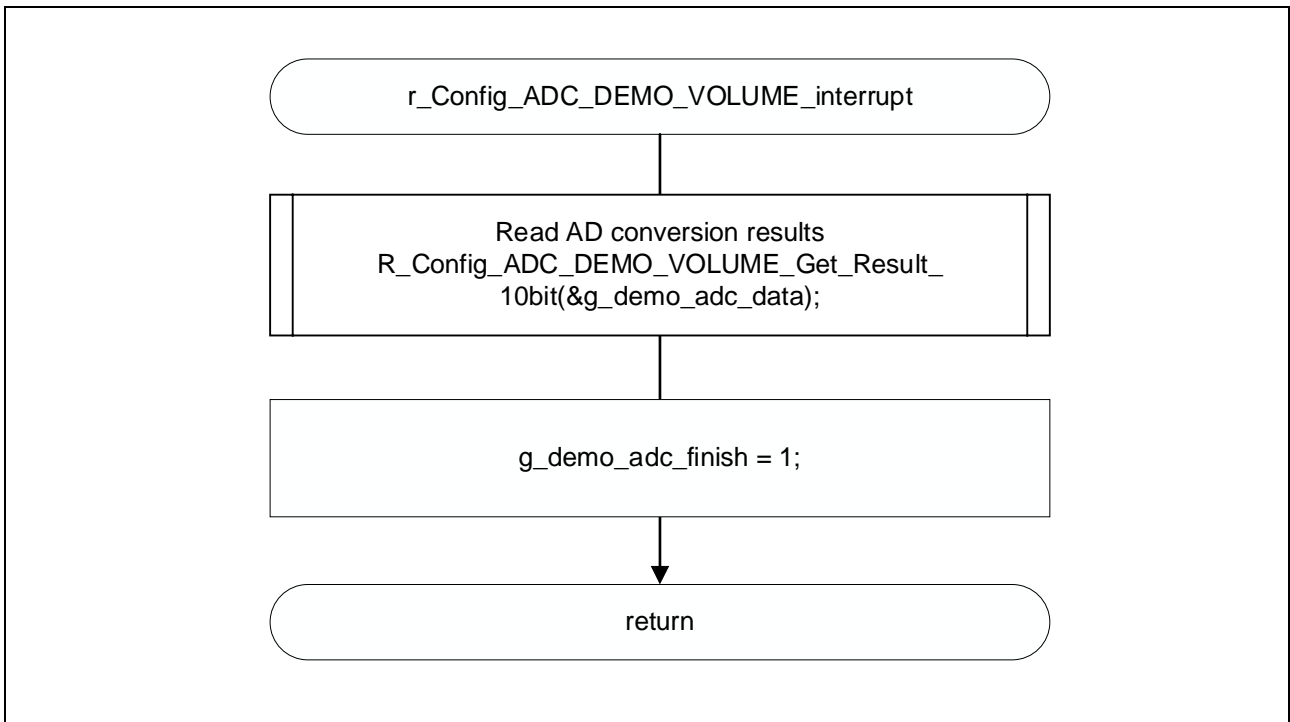 r_Config_ADC_DEMO_VOLUME_interrupt
Read AD conversion results
R_Config_ADC_DEMO_VOLUME_Get_Result_
10bit(&g_demo_adc_data);
g_demo_adc_finish = 1;
return